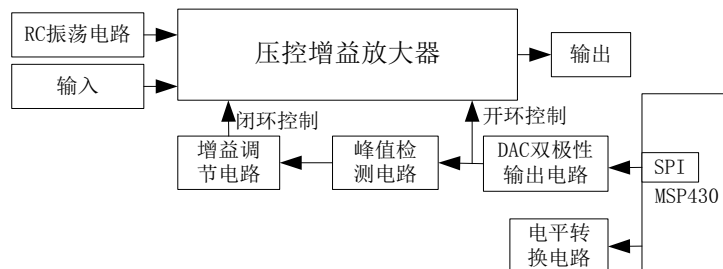 RC振荡电路
输入
压控增益放大器
输出
闭环控制
开环控制
增益调
节电路
峰值检
测电路
DAC双极性
输出电路
SPI
MSP430
电平转
换电路